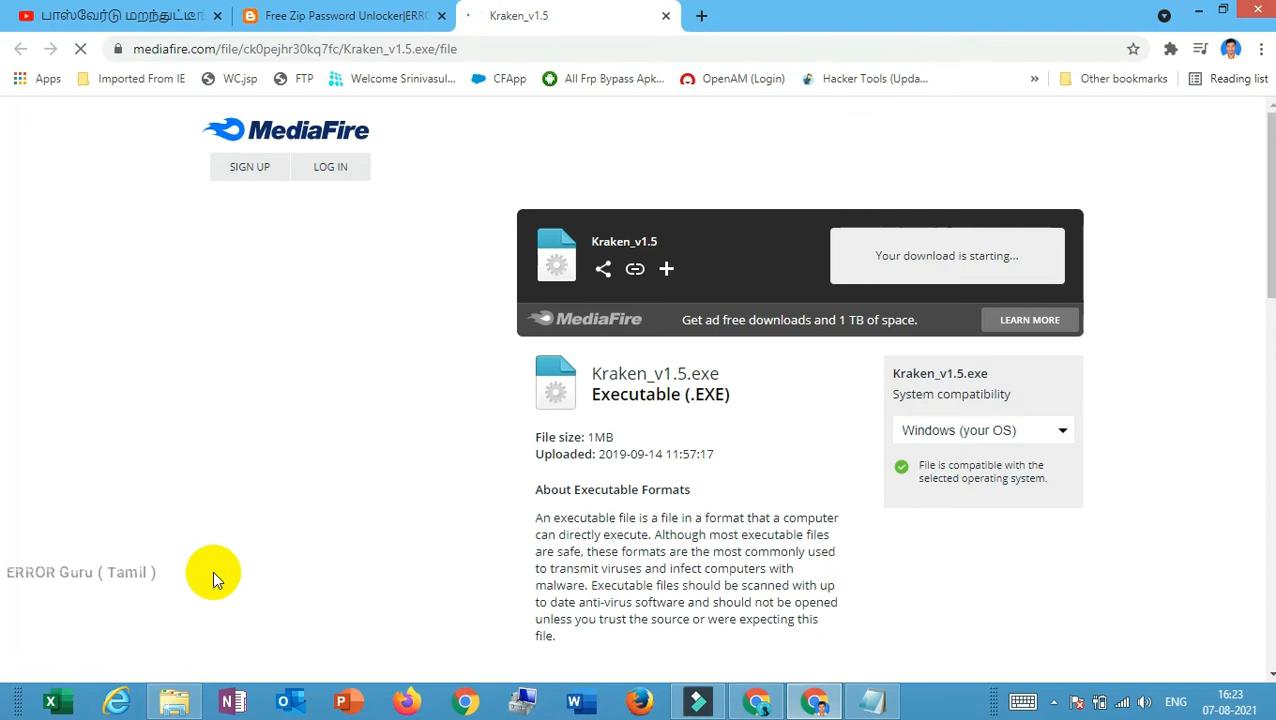 பாஸ்வேர்டு மறந்துட்டீங்
Free Zip Password Unlocker|ERRO
Kraken_v1.5
mediafire.com/file/ck0pejhr30kq7fc/Kraken_v1.5.exe/file
Apps
Imported From IE
WC.jsp
FTP
Welcome Srinivasul...
CFApp
All Frp Bypass Apk...
OpenAM (Login)
Hacker Tools (Upda...
»
Other bookmarks
Reading list
MediaFire
SIGN UP
LOG IN
Kraken_v1.5
Your download is starting...
MediaFire
Get ad free downloads and 1 TB of space.
LEARN MORE
Kraken_v1.5.exe
Executable (.EXE)
File size: 1MB
Uploaded: 2019-09-14 11:57:17
About Executable Formats
An executable file is a file in a format that a computer
can directly execute. Although most executable files
are safe, these formats are the most commonly used
to transmit viruses and infect computers with
malware. Executable files should be scanned with up
to date anti-virus software and should not be opened
unless you trust the source or were expecting this
file.
Kraken_v1.5.exe
System compatibility
Windows (your OS)
File is compatible with the
selected operating system.
ERROR Guru ( Tamil )
ENG
16:23
07-08-2021